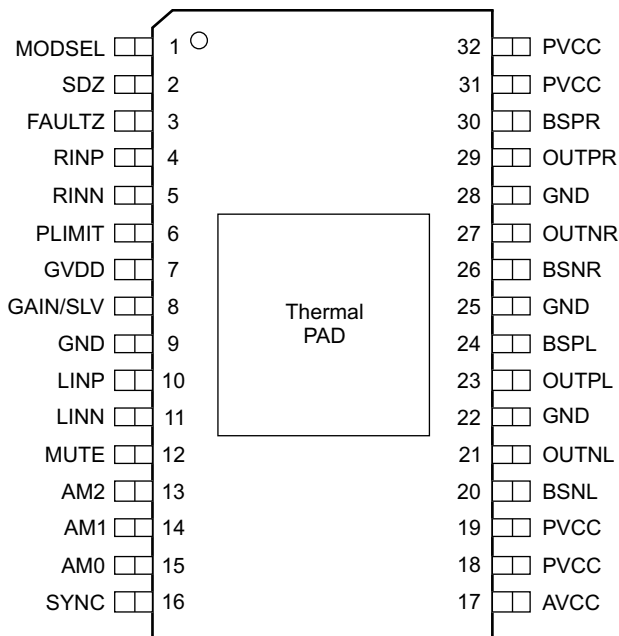 MODSEL 1 32 PVCC
SDZ 2 31 PVCC
FAULTZ 3 30 BSPR
RINP 4 29 OUTPR
RINN 5 28 GND
PLIMIT 6 27 OUTNR
GVDD 7 26 BSNR
GAIN/SLV 8 25 GND
Thermal
PAD
GND 9 24 BSPL
LINP 10 23 OUTPL
LINN 11 22 GND
MUTE 12 21 OUTNL
AM2 13 20 BSNL
AM1 14 19 PVCC
AM0 15 18 PVCC
SYNC 16 17 AVCC